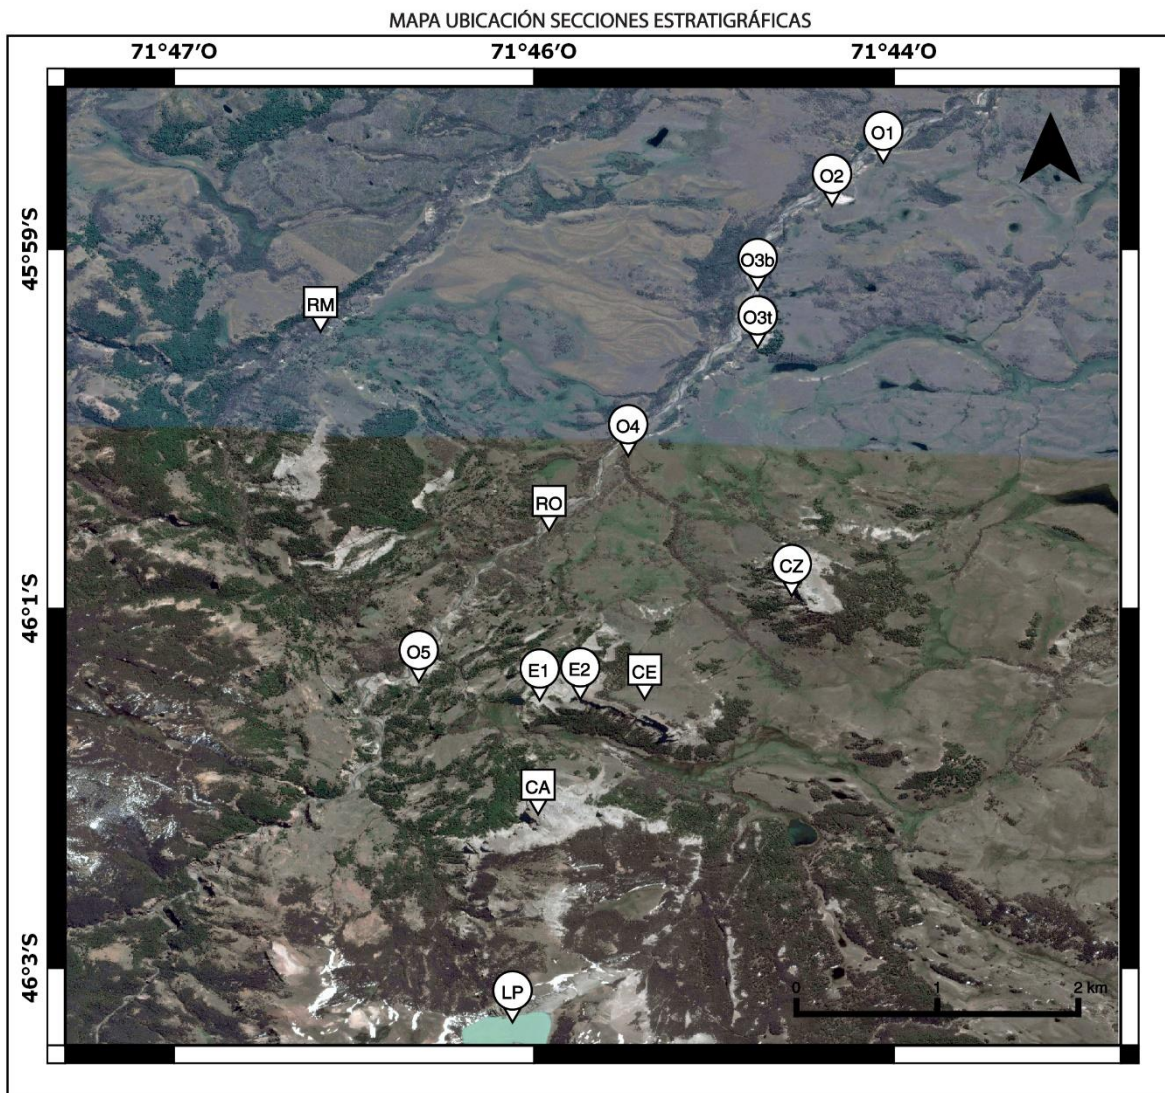 MAPA UBICACIÓN SECCIONES ESTRATIGRÁFICAS
71°47′O 71°46′O 71°44′O
O1
O2
45°59′S
O3b
RM
O3t
O4
RO
CZ
46°1′S
O5
E1 E2 CE
CA
46°3′S
LP
0 1 2 km